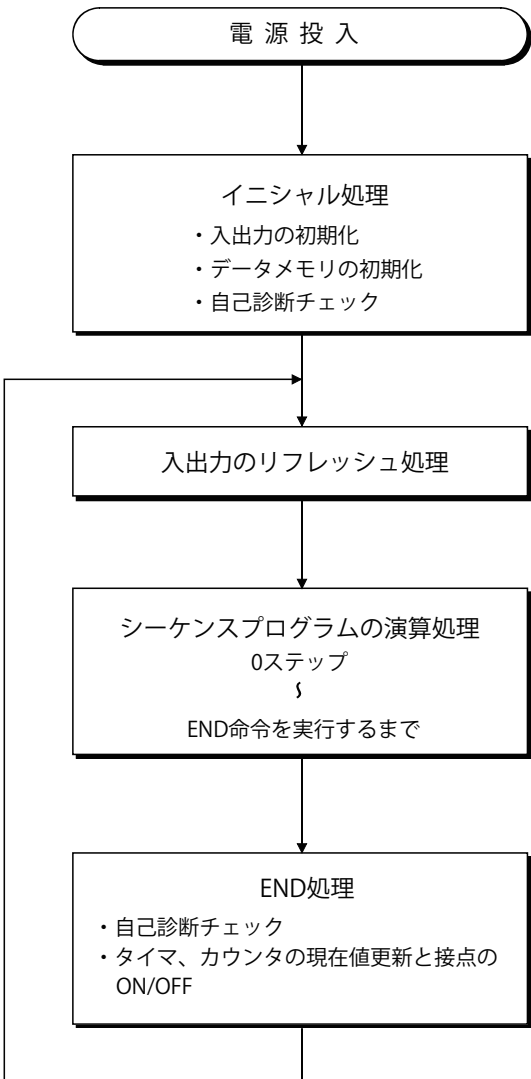 電源投入
イニシャル処理
・入出力の初期化
・データメモリの初期化
・自己診断チェック
入出力のリフレッシュ処理
シーケンスプログラムの演算処理
0ステップ
〜
END命令を実行するまで
END処理
・自己診断チェック
・タイマ、カウンタの現在値更新と接点の
ON/OFF